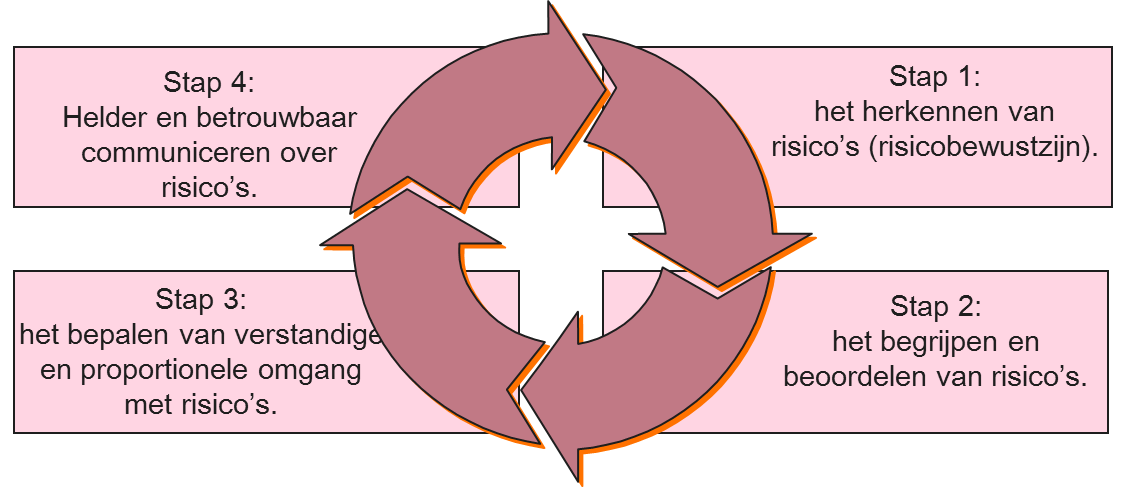 Stap 1:
het herkennen van
risico's (risicobewustzijn).
Stap 2:
het begrijpen en
beoordelen van risico's.
Stap 3:
het bepalen van verstandige
en proportionele omgang
met risico's.
Stap 4:
Helder en betrouwbaar
communiceren over
risico's.